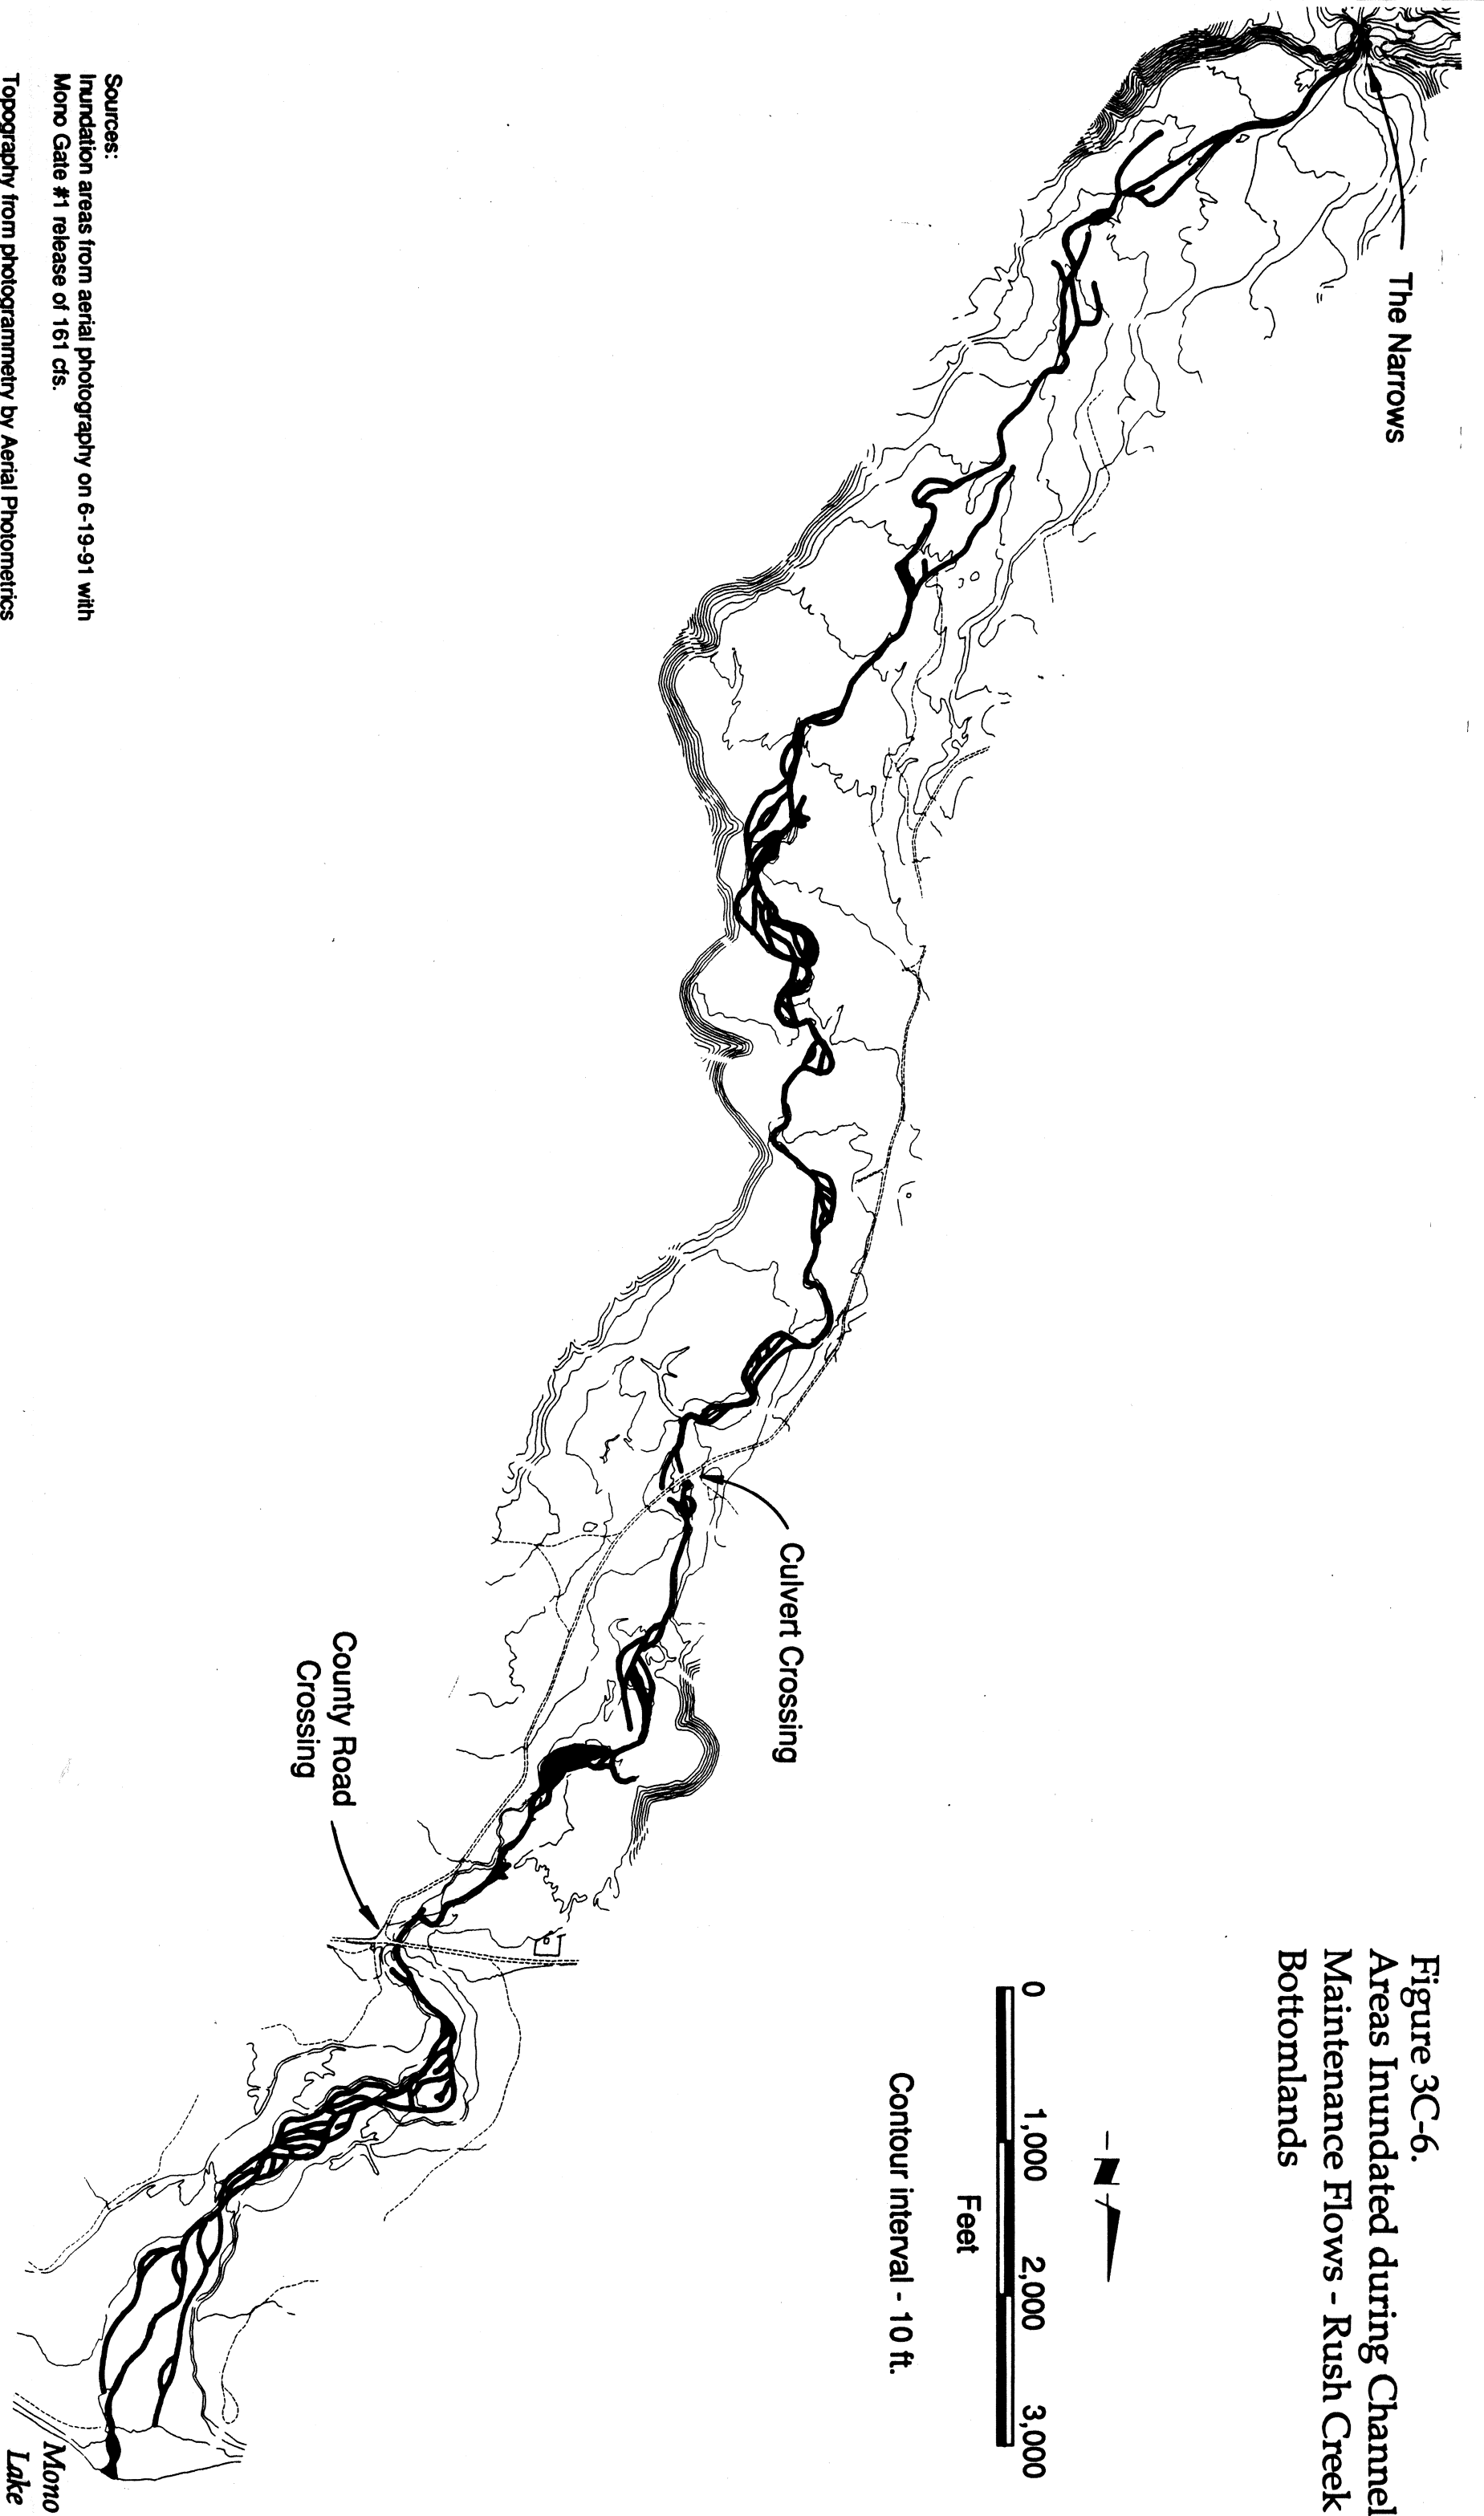 Figure 3C-6.
Areas Inundated during Channel
Maintenance Flows - Rush Creek
Bottomlands
The Narrows
Culvert Crossing
County Road
Crossing
N
0 1,000 2,000 3,000
Feet
Contour interval - 10 ft.
Mono
Lake
Sources:
Inundation areas from aerial photography on 6-19-91 with
Mono Gate #1 release of 161 cfs.
Topography from photogrammetry by Aerial Photometrics